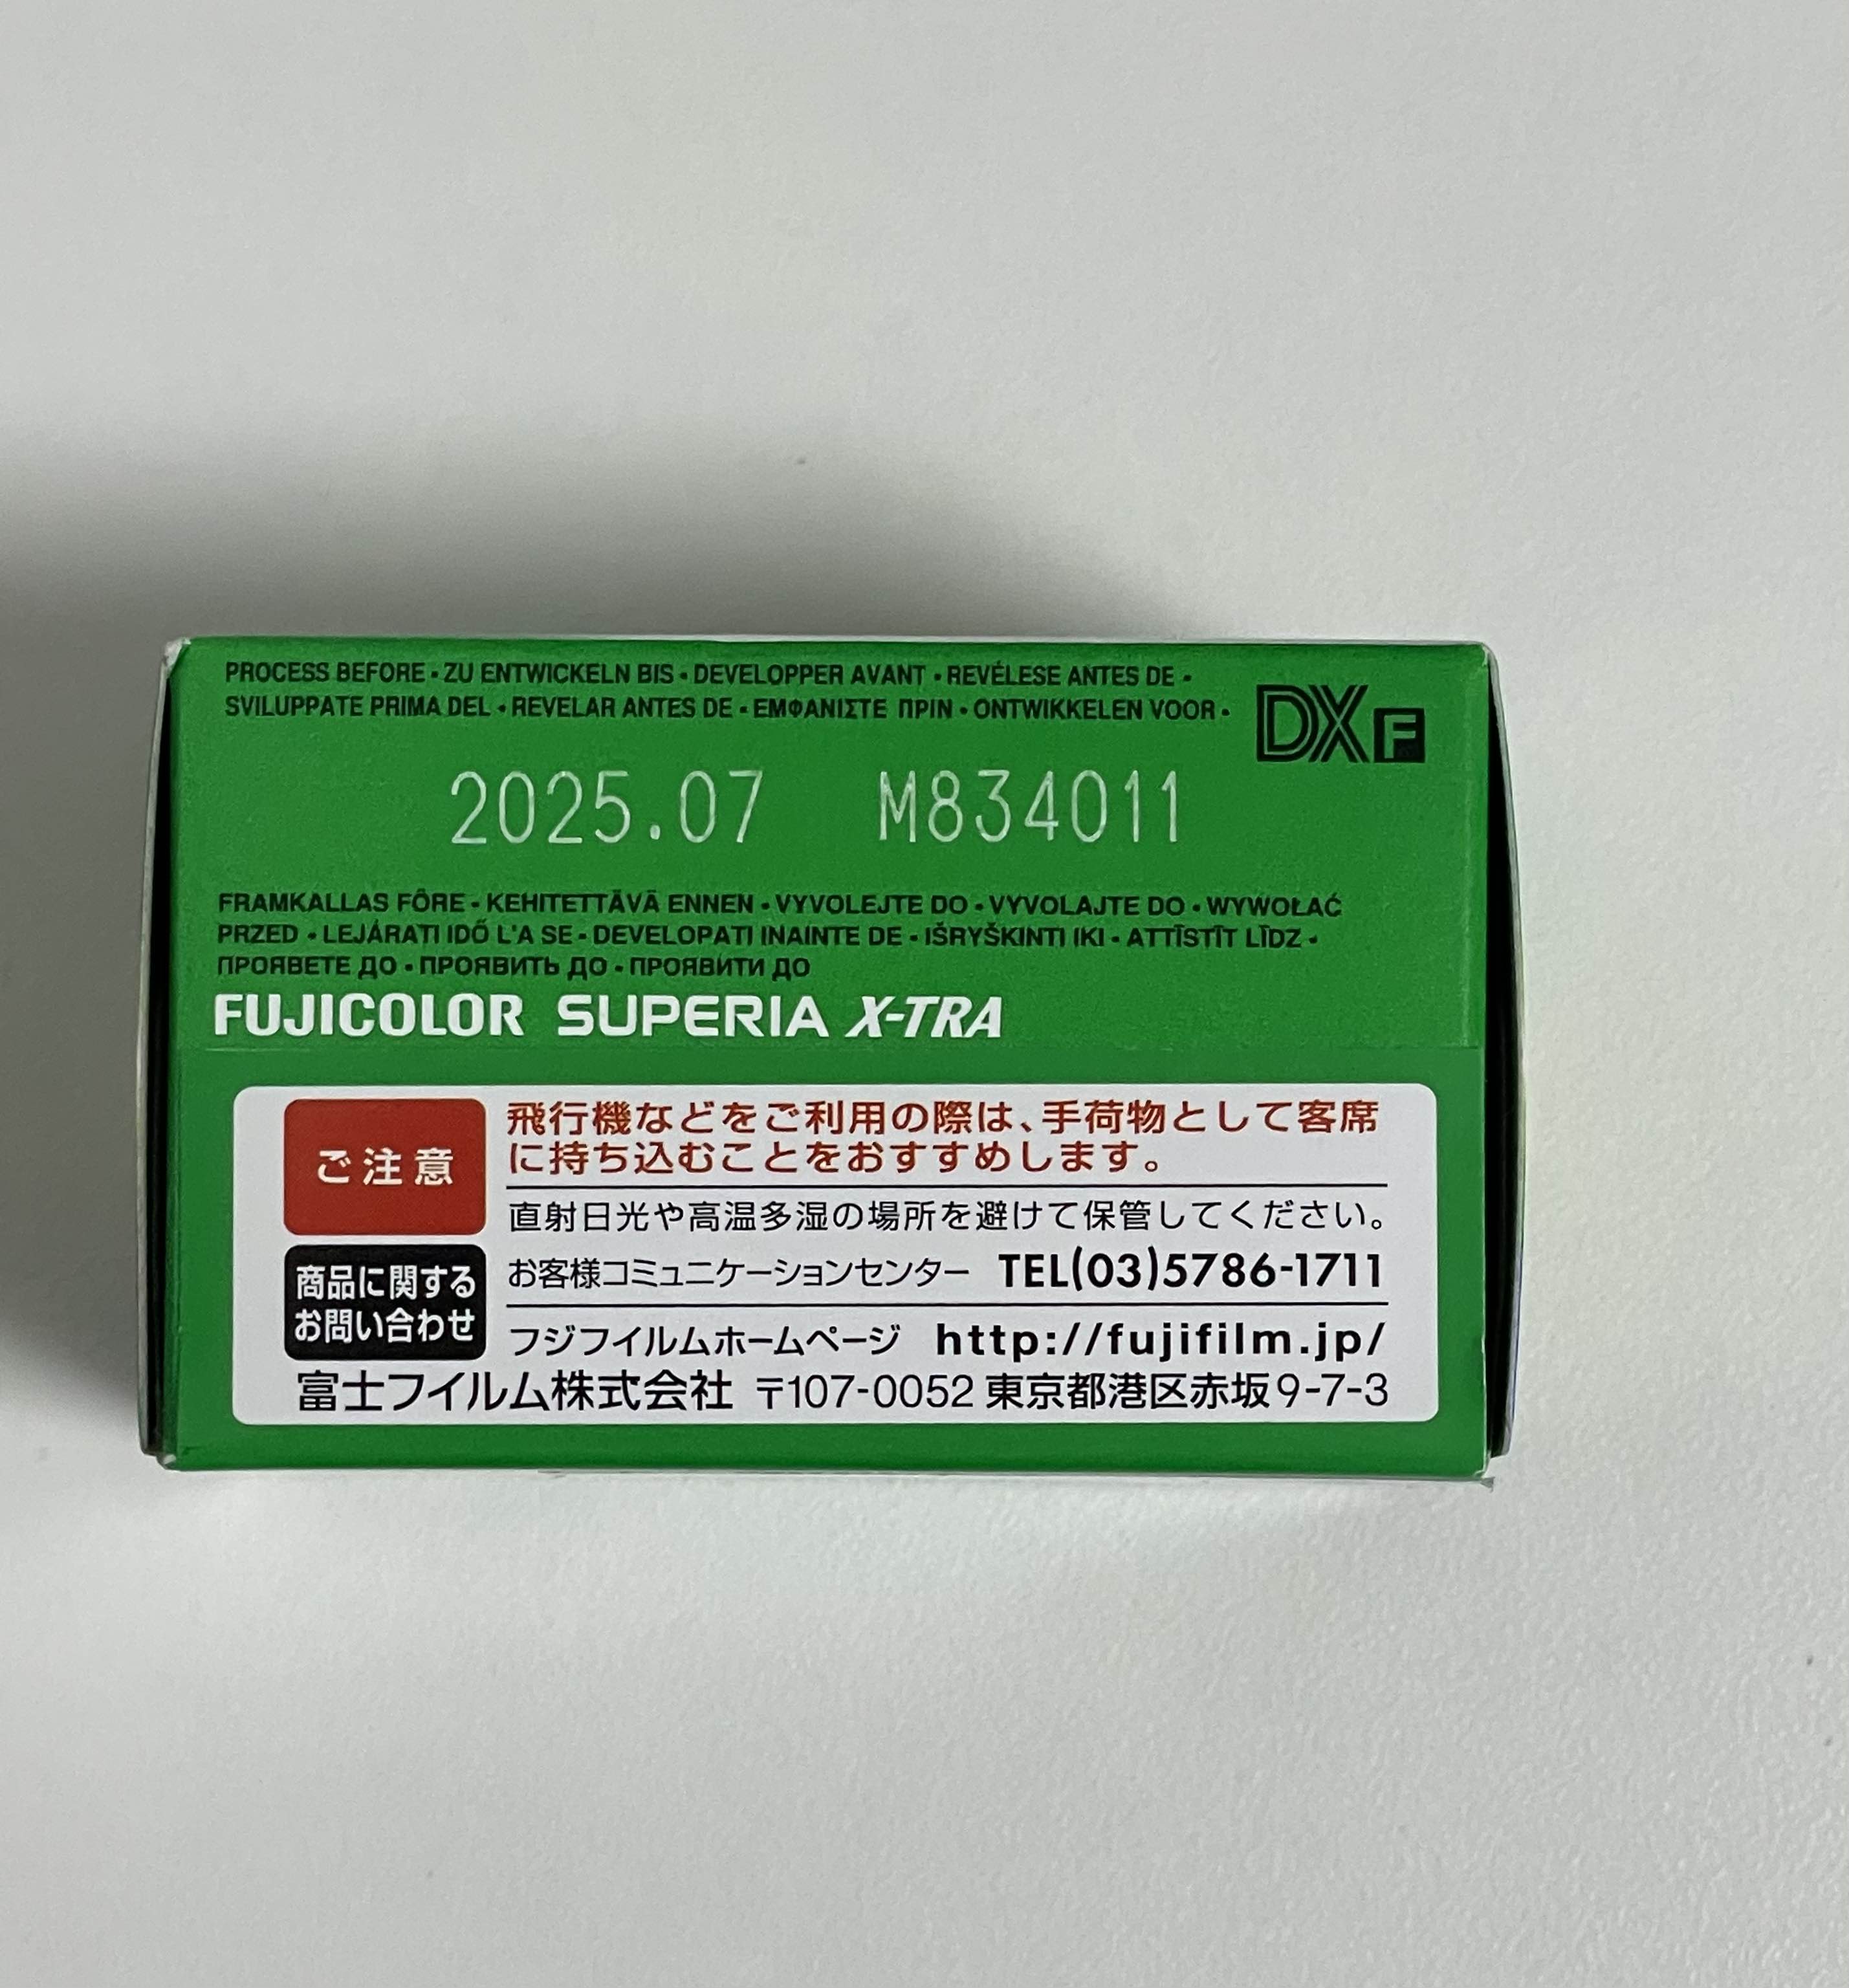 PROCESS BEFORE • ZU ENTWICKELN BIS • DEVELOPPER AVANT • REVÉLESE ANTES DE •
SVILUPPATE PRIMA DEL • REVELAR ANTES DE • ΕΜΦΑΝΙΣΤΕ ΠΡΙΝ • ONTWIKKELEN VOOR •
DX F
2025.07 M834011
FRAMKALLAS FÔRE • KEHITETTĂVĂ ENNEN • VYVOLEJTE DO • VYVOLAJTE DO • WYWOŁAĆ
PRZED • LEJÁRATI IDŐ L'A SE • DEVELOPATI INAINTE DE • IŠRYŠKINTI IKI • ATTĪSTĪT LĪDZ •
ПРОЯВЕТЕ ДО • ПРОЯВИТЬ ДО • ПРОЯВИТИ ДО
FUJICOLOR SUPERIA X-TRA
ご注意
飛行機などをご利用の際は、手荷物として客席
に持ち込むことをおすすめします。
直射日光や高温多湿の場所を避けて保管してください。
商品に関する
お問い合わせ
お客様コミュニケーションセンター TEL(03)5786-1711
フジフイルムホームページ http://fujifilm.jp/
富士フイルム株式会社 〒107-0052 東京都港区赤坂9-7-3